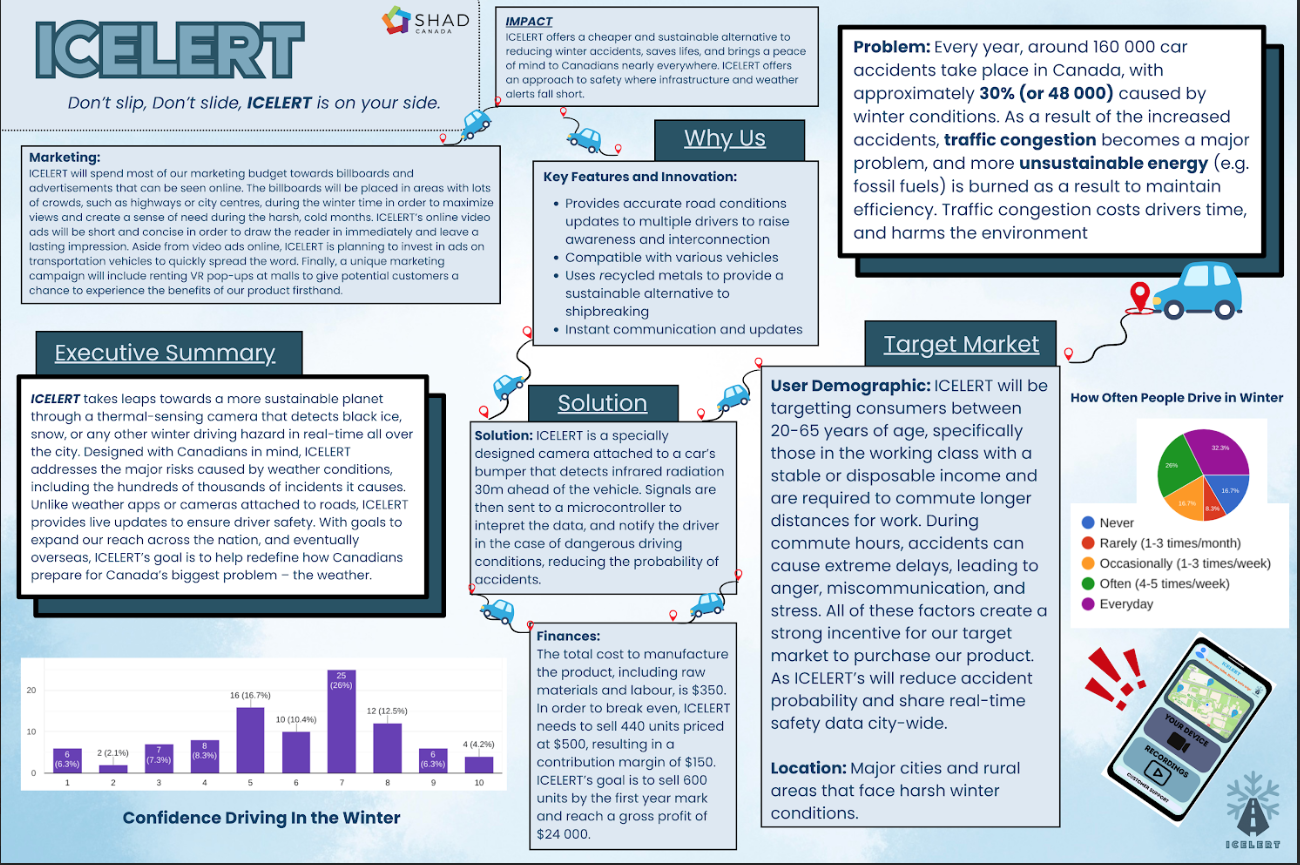 ICELERT
SHAD
CANADA
Don't slip, Don't slide, ICELERT is on your side.
IMPACT
ICELERT offers a cheaper and sustainable alternative to
reducing winter accidents, saves lifes, and brings a peace
of mind to Canadians nearly everywhere. ICELERT offers
an approach to safety where infrastructure and weather
alerts fall short.
Problem: Every year, around 160 000 car
accidents take place in Canada, with
approximately 30% (or 48 000) caused by
winter conditions. As a result of the increased
accidents, traffic congestion becomes a major
problem, and more unsustainable energy (e.g.
fossil fuels) is burned as a result to maintain
efficiency. Traffic congestion costs drivers time,
and harms the environment
Marketing:
ICELERT will spend most of our marketing budget towards billboards and
advertisements that can be seen online. The billboards will be placed in areas with lots
of crowds, such as highways or city centres, during the winter time in order to maximize
views and create a sense of need during the harsh, cold months. ICELERT's online video
ads will be short and concise in order to draw the reader in immediately and leave a
lasting impression. Aside from video ads online, ICELERT is planning to invest in ads on
transportation vehicles to quickly spread the word. Finally, a unique marketing
campaign will include renting VR pop-ups at malls to give potential customers a
chance to experience the benefits of our product firsthand.
Why Us
Key Features and Innovation:
• Provides accurate road conditions
updates to multiple drivers to raise
awareness and interconnection
• Compatible with various vehicles
• Uses recycled metals to provide a
sustainable alternative to
shipbreaking
• Instant communication and updates
Executive Summary
ICELERT takes leaps towards a more sustainable planet
through a thermal-sensing camera that detects black ice,
snow, or any other winter driving hazard in real-time all over
the city. Designed with Canadians in mind, ICELERT
addresses the major risks caused by weather conditions,
including the hundreds of thousands of incidents it causes.
Unlike weather apps or cameras attached to roads, ICELERT
provides live updates to ensure driver safety. With goals to
expand our reach across the nation, and eventually
overseas, ICELERT's goal is to help redefine how Canadians
prepare for Canada's biggest problem – the weather.
Solution
Solution: ICELERT is a specially
designed camera attached to a car's
bumper that detects infrared radiation
30m ahead of the vehicle. Signals are
then sent to a microcontroller to
intepret the data, and notify the driver
in the case of dangerous driving
conditions, reducing the probability of
accidents.
Finances:
The total cost to manufacture
the product, including raw
materials and labour, is $350.
In order to break even, ICELERT
needs to sell 440 units priced
at $500, resulting in a
contribution margin of $150.
ICELERT's goal is to sell 600
units by the first year mark
and reach a gross profit of
$24 000.
Target Market
User Demographic: ICELERT will be
targetting consumers between
20-65 years of age, specifically
those in the working class with a
stable or disposable income and
are required to commute longer
distances for work. During
commute hours, accidents can
cause extreme delays, leading to
anger, miscommunication, and
stress. All of these factors create a
strong incentive for our target
market to purchase our product.
As ICELERT's will reduce accident
probability and share real-time
safety data city-wide.
Location: Major cities and rural
areas that face harsh winter
conditions.
How Often People Drive in Winter
32.3%
26%
16.7%
16.7%
8.3%
Never
Rarely (1-3 times/month)
Occasionally (1-3 times/week)
Often (4-5 times/week)
Everyday
20
10
0
6
(6.3%)
2 (2.1%)
7
(7.3%)
8
(8.3%)
16 (16.7%)
10 (10.4%)
25
(26%)
12 (12.5%)
6
(6.3%)
4 (4.2%)
1 2 3 4 5 6 7 8 9 10
Confidence Driving In the Winter
ICELERT
YOUR DEVICE
RECORDINGS
CUSTOMER SUPPORT
ICELERT